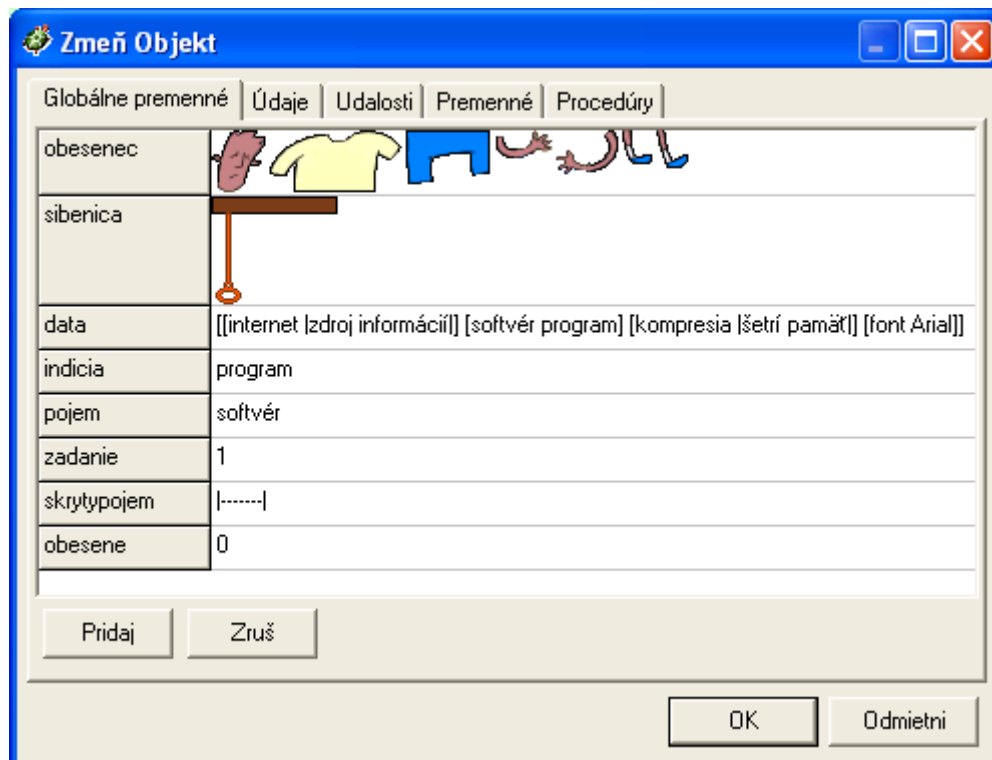 Zmeň Objekt
Globálne premenné Údaje Udalosti Premenné Procedúry
obesenec
sibenica
data [[internet |zdroj informácií|] [softvér program] [kompresia |šetrí pamäť|] [font Arial]]
indicia program
pojem softvér
zadanie 1
skrytypojem |-------|
obesene 0
Pridaj Zruš
OK Odmietni